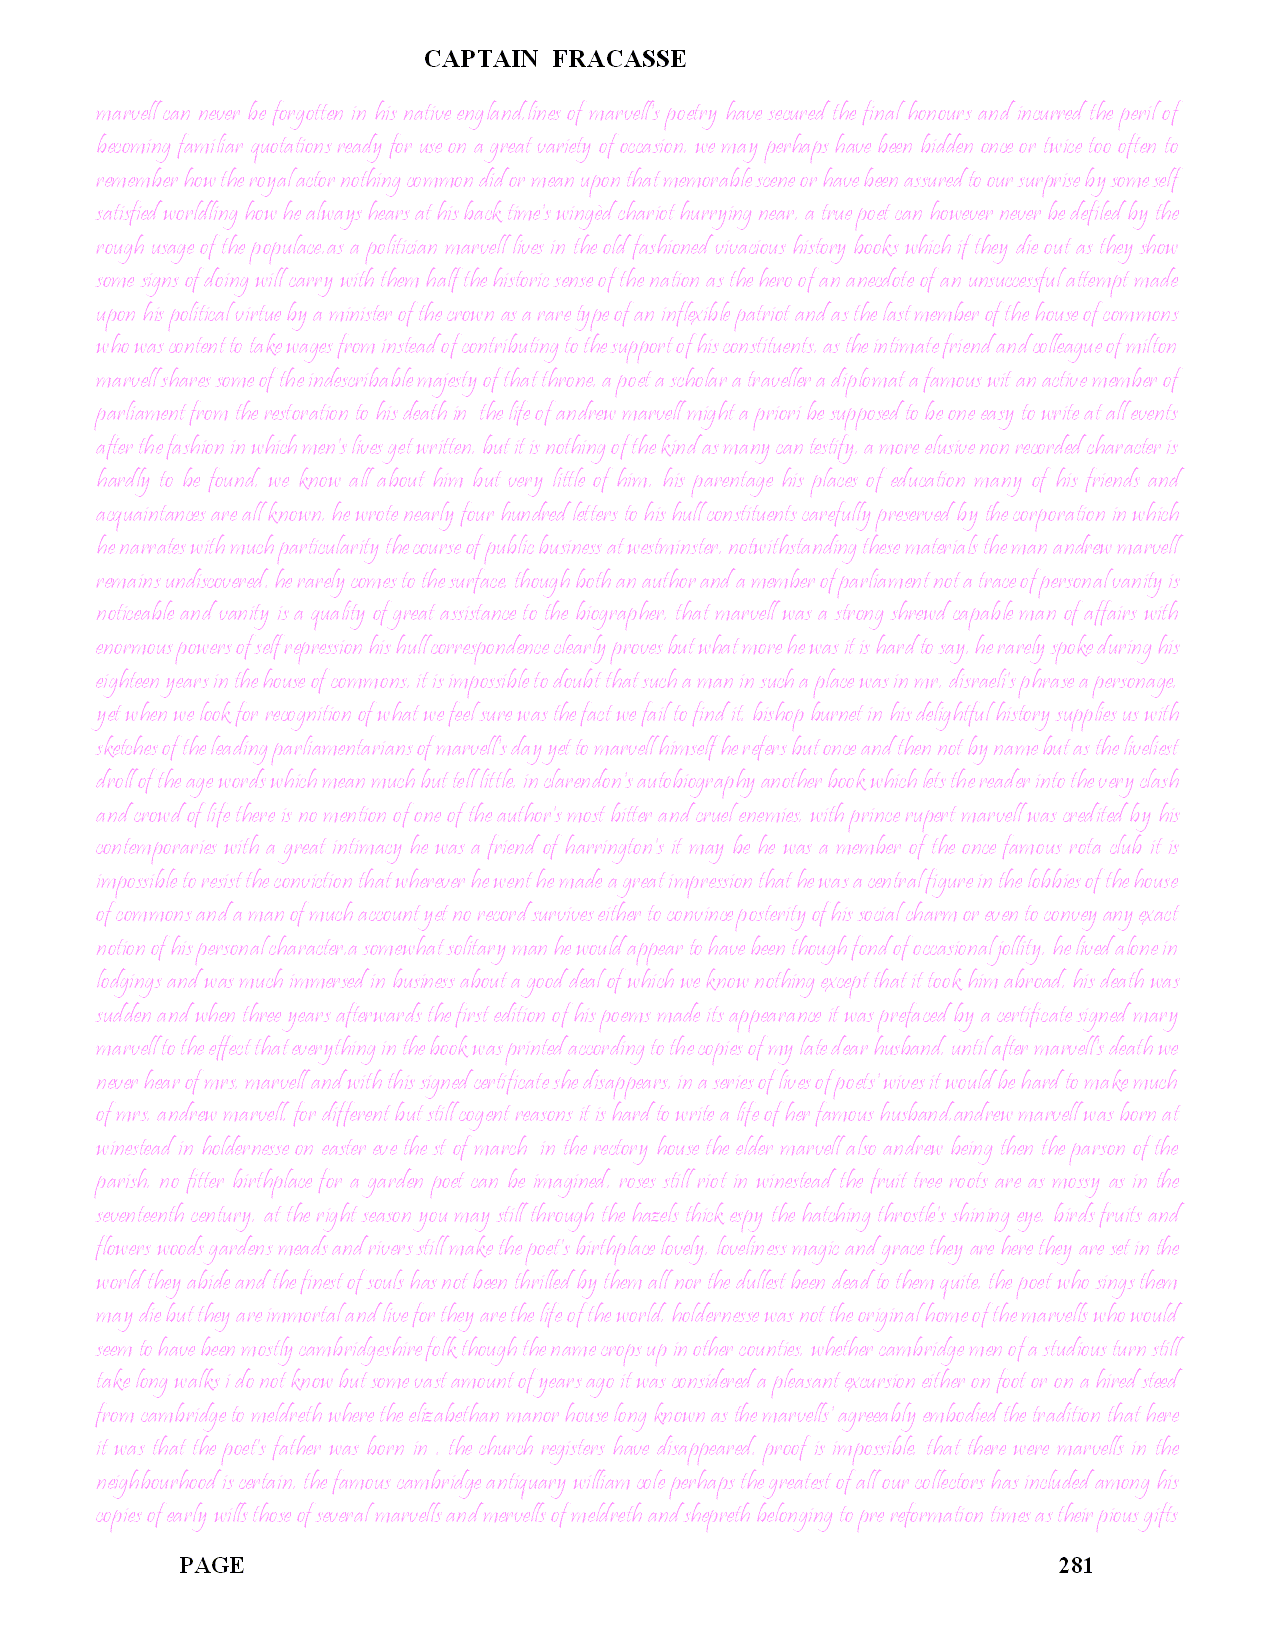 CAPTAIN FRACASSE
marvell can never be forgotten in his native england.lines of marvell's poetry have secured the final honours and incurred the peril of
becoming familiar quotations ready for use on a great variety of occasion. we may perhaps have been bidden once or twice too often to
remember how the royal actor nothing common did or mean upon that memorable scene or have been assured to our surprise by some self
satisfied worldling how he always hears at his back time's wingèd chariot hurrying near. a true poet can however never be defiled by the
rough usage of the populace.as a politician marvell lives in the old fashioned vivacious history books which if they die out as they show
some signs of doing will carry with them half the historic sense of the nation as the hero of an anecdote of an unsuccessful attempt made
upon his political virtue by a minister of the crown as a rare type of an inflexible patriot and as the last member of the house of commons
who was content to take wages from instead of contributing to the support of his constituents. as the intimate friend and colleague of milton
marvell shares some of the indescribable majesty of that throne. a poet a scholar a traveller a diplomat a famous wit an active member of
parliament from the restoration to his death in the life of andrew marvell might a priori be supposed to be one easy to write at all events
after the fashion in which men's lives get written. but it is nothing of the kind as many can testify. a more elusive non recorded character is
hardly to be found. we know all about him but very little of him. his parentage his places of education many of his friends and
acquaintances are all known. he wrote nearly four hundred letters to his hull constituents carefully preserved by the corporation in which
he narrates with much particularity the course of public business at westminster. notwithstanding these materials the man andrew marvell
remains undiscovered. he rarely comes to the surface. though both an author and a member of parliament not a trace of personal vanity is
noticeable and vanity is a quality of great assistance to the biographer. that marvell was a strong shrewd capable man of affairs with
enormous powers of self repression his hull correspondence clearly proves but what more he was it is hard to say. he rarely spoke during his
eighteen years in the house of commons. it is impossible to doubt that such a man in such a place was in mr. disraeli's phrase a personage.
yet when we look for recognition of what we feel sure was the fact we fail to find it. bishop burnet in his delightful history supplies us with
sketches of the leading parliamentarians of marvell's day yet to marvell himself he refers but once and then not by name but as the liveliest
droll of the age words which mean much but tell little. in clarendon's autobiography another book which lets the reader into the very clash
and crowd of life there is no mention of one of the author's most bitter and cruel enemies. with prince rupert marvell was credited by his
contemporaries with a great intimacy he was a friend of harrington's it may be he was a member of the once famous rota club it is
impossible to resist the conviction that wherever he went he made a great impression that he was a central figure in the lobbies of the house
of commons and a man of much account yet no record survives either to convince posterity of his social charm or even to convey any exact
notion of his personal character.a somewhat solitary man he would appear to have been though fond of occasional jollity. he lived alone in
lodgings and was much immersed in business about a good deal of which we know nothing except that it took him abroad. his death was
sudden and when three years afterwards the first edition of his poems made its appearance it was prefaced by a certificate signed mary
marvell to the effect that everything in the book was printed according to the copies of my late dear husband. until after marvell's death we
never hear of mrs. marvell and with this signed certificate she disappears. in a series of lives of poets' wives it would be hard to make much
of mrs. andrew marvell. for different but still cogent reasons it is hard to write a life of her famous husband.andrew marvell was born at
winestead in holdernesse on easter eve the st of march in the rectory house the elder marvell also andrew being then the parson of the
parish. no fitter birthplace for a garden poet can be imagined. roses still riot in winestead the fruit tree roots are as mossy as in the
seventeenth century. at the right season you may still through the hazels thick espy the hatching throstle's shining eye. birds fruits and
flowers woods gardens meads and rivers still make the poet's birthplace lovely. loveliness magic and grace they are here they are set in the
world they abide and the finest of souls has not been thrilled by them all nor the dullest been dead to them quite. the poet who sings them
may die but they are immortal and live for they are the life of the world. holdernesse was not the original home of the marvells who would
seem to have been mostly cambridgeshire folk though the name crops up in other counties. whether cambridge men of a studious turn still
take long walks i do not know but some vast amount of years ago it was considered a pleasant excursion either on foot or on a hired steed
from cambridge to meldreth where the elizabethan manor house long known as the marvells' agreeably embodied the tradition that here
it was that the poet's father was born in . the church registers have disappeared. proof is impossible. that there were marvells in the
neighbourhood is certain. the famous cambridge antiquary william cole perhaps the greatest of all our collectors has included among his
copies of early wills those of several marvells and mervells of meldreth and shepreth belonging to pre reformation times as their pious gifts
PAGE 281